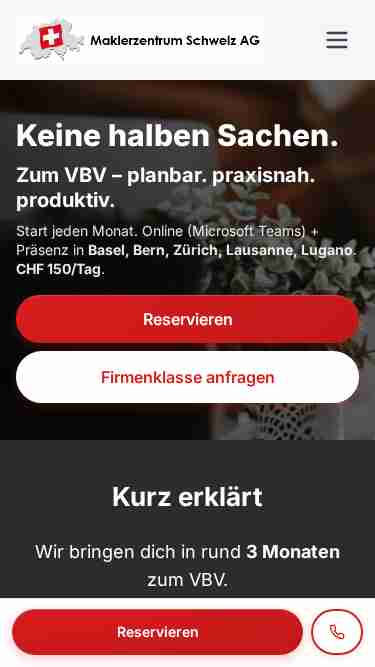 Maklerzentrum Schweiz AG
Keine halben Sachen.
Zum VBV – planbar. praxisnah.
produktiv.
Start jeden Monat. Online (Microsoft Teams) +
Präsenz in Basel, Bern, Zürich, Lausanne, Lugano.
CHF 150/Tag.
Reservieren
Firmenklasse anfragen
Kurz erklärt
Wir bringen dich in rund 3 Monaten
zum VBV.
Reservieren